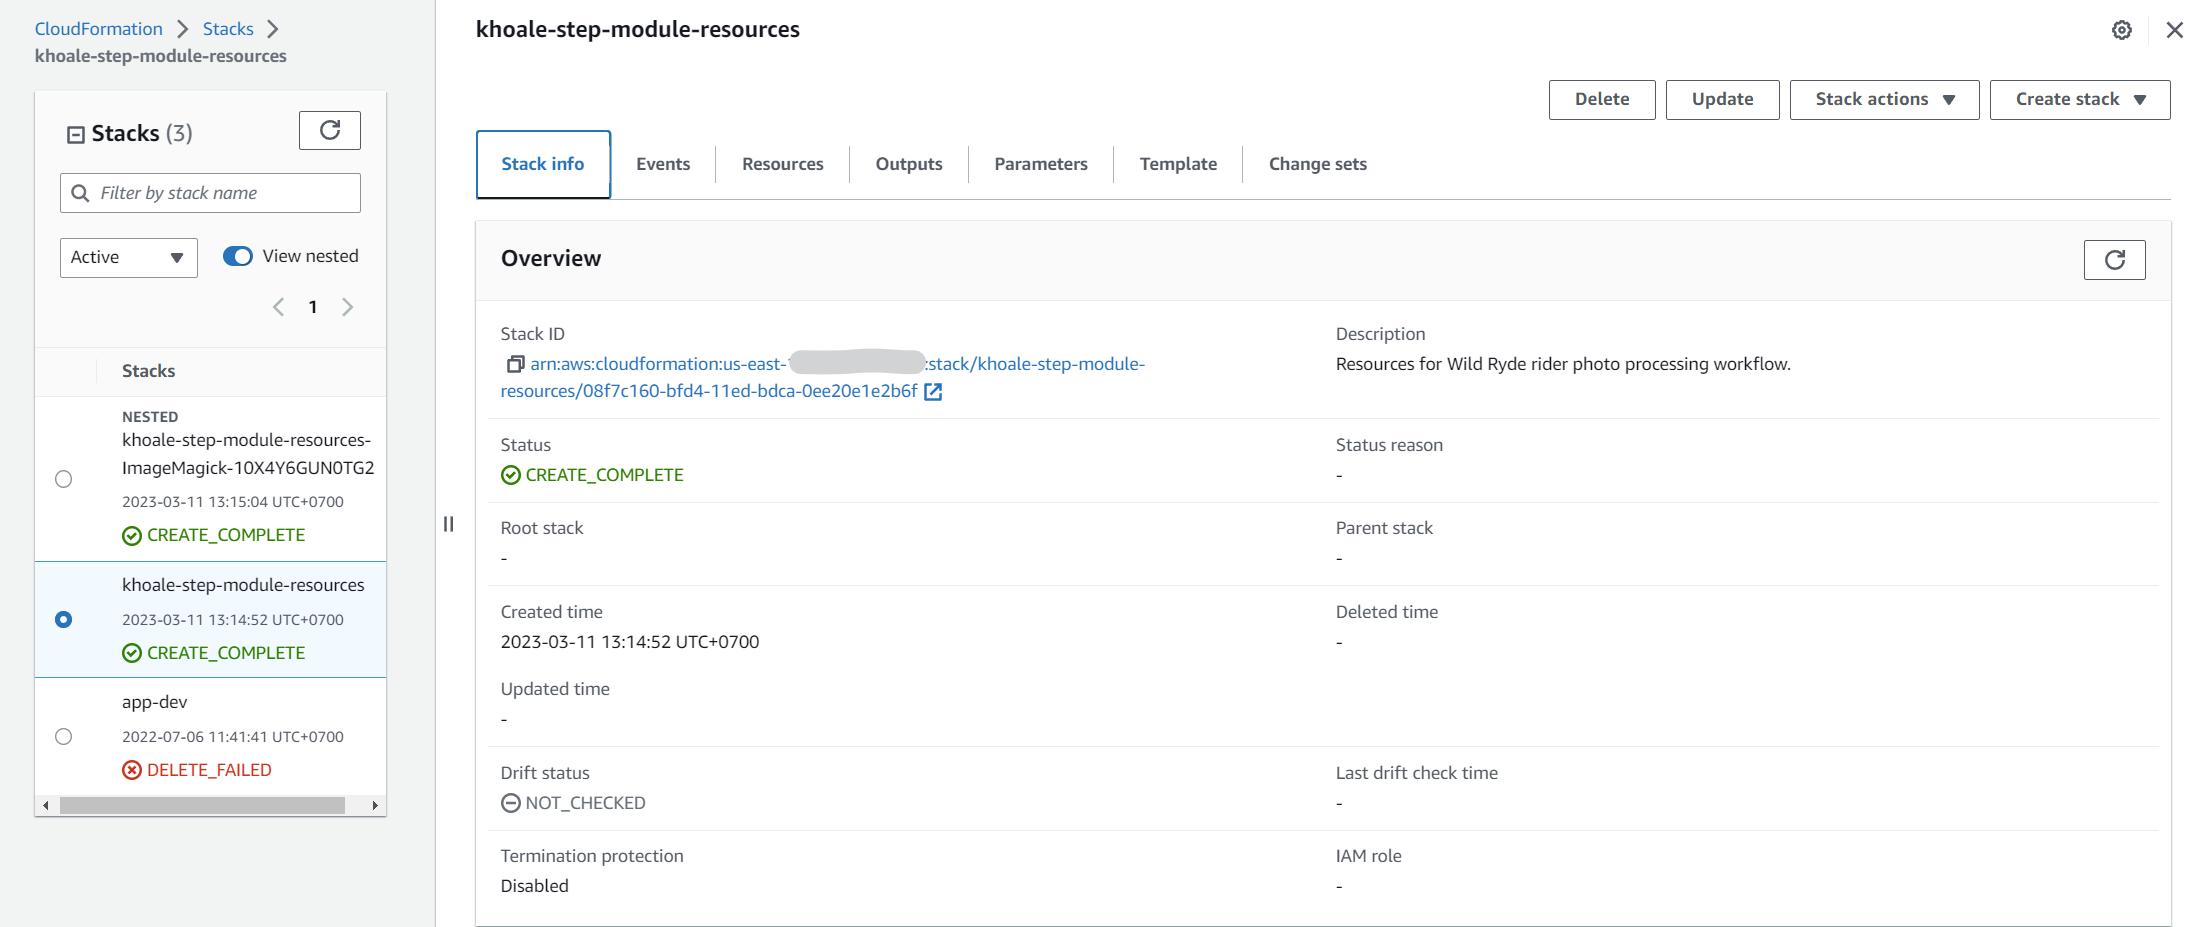 CloudFormation
Stacks
khoale-step-module-resources
Stacks (3)
Filter by stack name
Active
View nested
1
Stacks
NESTED
khoale-step-module-resources-
ImageMagick-10X4Y6GUN0TG2
2023-03-11 13:15:04 UTC+0700
CREATE_COMPLETE
khoale-step-module-resources
2023-03-11 13:14:52 UTC+0700
CREATE_COMPLETE
app-dev
2022-07-06 11:41:41 UTC+0700
DELETE_FAILED
khoale-step-module-resources
Delete
Update
Stack actions
Create stack
Stack info
Events
Resources
Outputs
Parameters
Template
Change sets
Overview
Stack ID
arn:aws:cloudformation:us-east- :stack/khoale-step-module-
resources/08f7c160-bfd4-11ed-bdca-0ee20e1e2b6f
Description
Resources for Wild Ryde rider photo processing workflow.
Status
CREATE_COMPLETE
Status reason
-
Root stack
-
Parent stack
-
Created time
2023-03-11 13:14:52 UTC+0700
Deleted time
-
Updated time
-
Drift status
NOT_CHECKED
Last drift check time
-
Termination protection
Disabled
IAM role
-